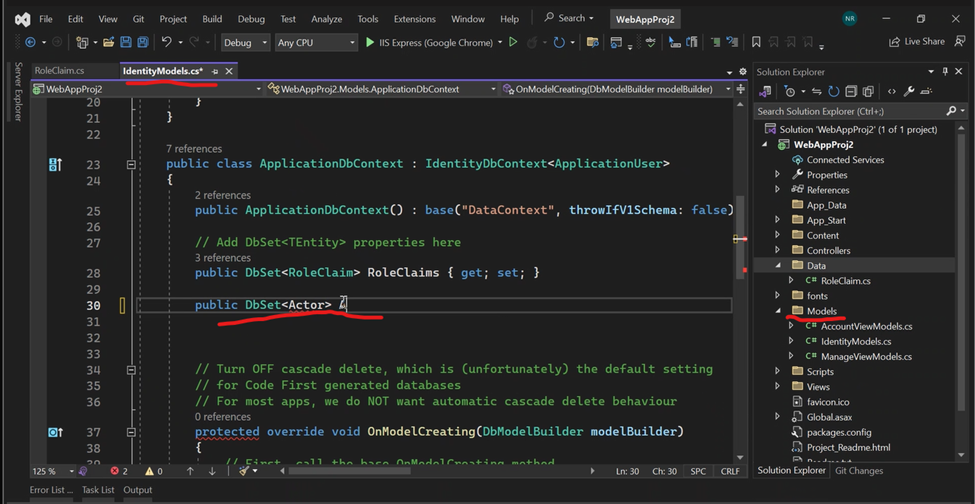 File Edit View Git Project Build Debug Test Analyze Tools Extensions Window Help Search WebAppProj2 NR
Debug Any CPU IIS Express (Google Chrome) Live Share
Server Explorer
RoleClaim.cs IdentityModels.cs*
WebAppProj2 WebAppProj2.Models.ApplicationDbContext OnModelCreating(DbModelBuilder modelBuilder)
20 }
21 }
22
7 references
23 public class ApplicationDbContext : IdentityDbContext<ApplicationUser>
24 {
2 references
25 public ApplicationDbContext() : base("DataContext", throwIfV1Schema: false)
26
27 // Add DbSet<TEntity> properties here
3 references
28 public DbSet<RoleClaim> RoleClaims { get; set; }
29
30 public DbSet<Actor> A
31
32
33
34 // Turn OFF cascade delete, which is (unfortunately) the default setting
35 // for Code First generated databases
36 // For most apps, we do NOT want automatic cascade delete behaviour
0 references
37 protected override void OnModelCreating(DbModelBuilder modelBuilder)
38 {
39 // First, call the base OnModelCreating method
125 % 2 0 Ln: 30 Ch: 30 SPC CRLF
Error List ... Task List Output
Solution Explorer
Search Solution Explorer (Ctrl+;)
Solution 'WebAppProj2' (1 of 1 project)
WebAppProj2
Connected Services
Properties
References
App_Data
App_Start
Content
Controllers
Data
C# RoleClaim.cs
fonts
Models
C# AccountViewModels.cs
C# IdentityModels.cs
C# ManageViewModels.cs
Scripts
Views
favicon.ico
Global.asax
packages.config
Project_Readme.html
Solution Explorer Git Changes